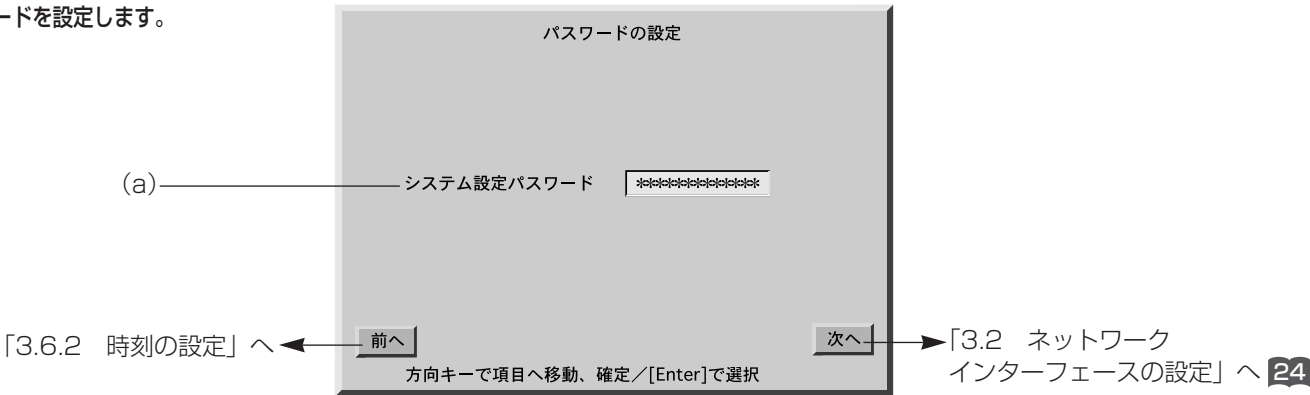 ードを設定します。
パスワードの設定
(a)
システム設定パスワード
*************
「3.6.2 時刻の設定」へ
前へ
次へ
「3.2 ネットワーク
インターフェースの設定」へ 24
方向キーで項目へ移動、確定／[Enter]で選択